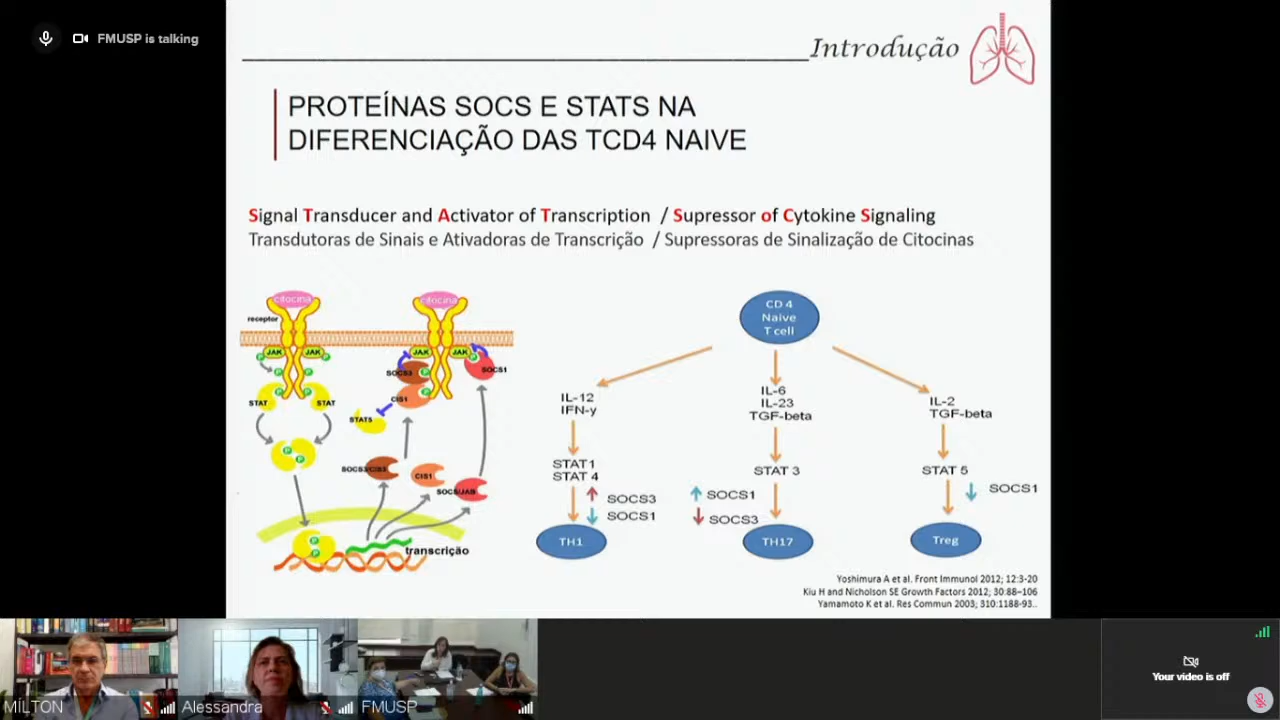 FMUSP is talking
Introdução
PROTEÍNAS SOCS E STATS NA
DIFERENCIAÇÃO DAS TCD4 NAIVE
Signal Transducer and Activator of Transcription / Supressor of Cytokine Signaling
Transdutoras de Sinais e Ativadoras de Transcrição / Supressoras de Sinalização de Citocinas
citocina
citocina
receptor
JAK
JAK
JAK
JAK
P
P
P
P
P
P
P
P
P
SOCS3
SOCS1
CIS1
STAT
STAT
STAT5
P
P
SOCS3/CIS3
CIS1
SOCS/JAB
P
P
transcrição
CD 4
Naive
T cell
IL-12
IFN-y
STAT1
STAT 4
SOCS3
SOCS1
TH1
IL-6
IL-23
TGF-beta
STAT 3
SOCS1
SOCS3
TH17
IL-2
TGF-beta
STAT 5
SOCS1
Treg
Yoshimura A et al. Front Immunol 2012; 12:3-20
Kiu H and Nicholson SE Growth Factors 2012; 30:88–106
Yamamoto K et al. Res Commun 2003; 310:1188-93..
MILTON
Alessandra
FMUSP
Your video is off